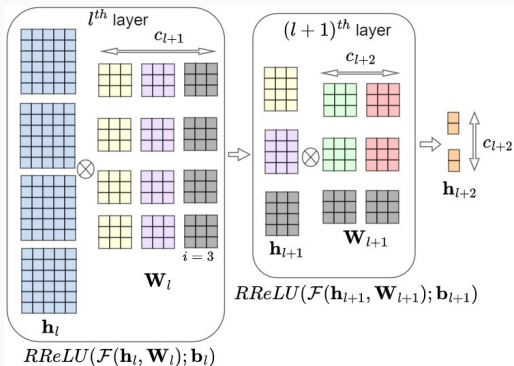 l^{th} layer
c_{l+1}
i = 3
W_l
h_l
RReLU(F(h_l, W_l); b_l)
(l + 1)^{th} layer
c_{l+2}
h_{l+1}
W_{l+1}
RReLU(F(h_{l+1}, W_{l+1}); b_{l+1})
c_{l+2}
h_{l+2}